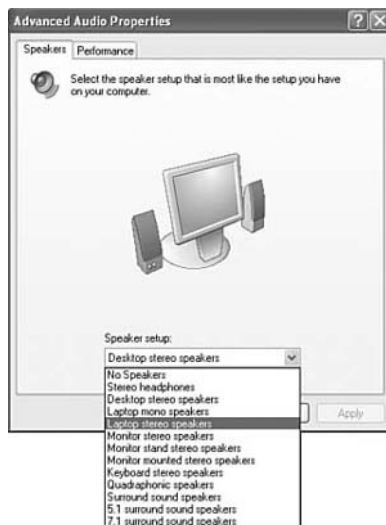 Advanced Audio Properties
Speakers Performance
Select the speaker setup that is most like the setup you have
on your computer.
Speaker setup:
Desktop stereo speakers
No Speakers
Stereo headphones
Desktop stereo speakers
Laptop mono speakers
Laptop stereo speakers
Apply
Monitor stereo speakers
Monitor stand stereo speakers
Monitor mounted stereo speakers
Keyboard stereo speakers
Quadraphonic speakers
Surround sound speakers
5.1 surround sound speakers
7.1 surround sound speakers